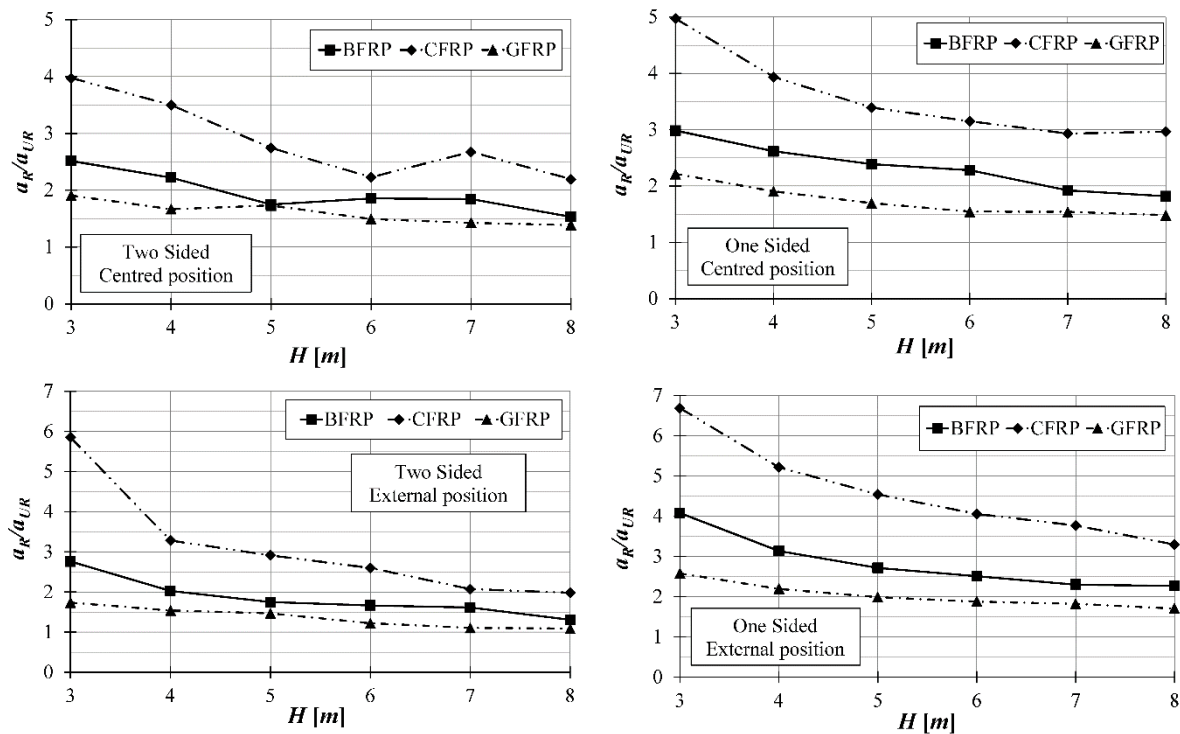 5
4
3
2
1
0
a_R/a_UR
BFRP CFRP GFRP
Two Sided
Centred position
3 4 5 6 7 8
H [m]
5
4
3
2
1
0
a_R/a_UR
BFRP CFRP GFRP
One Sided
Centred position
3 4 5 6 7 8
H [m]
7
6
5
4
3
2
1
0
a_R/a_UR
BFRP CFRP GFRP
Two Sided
External position
3 4 5 6 7 8
H [m]
7
6
5
4
3
2
1
0
a_R/a_UR
BFRP CFRP GFRP
One Sided
External position
3 4 5 6 7 8
H [m]